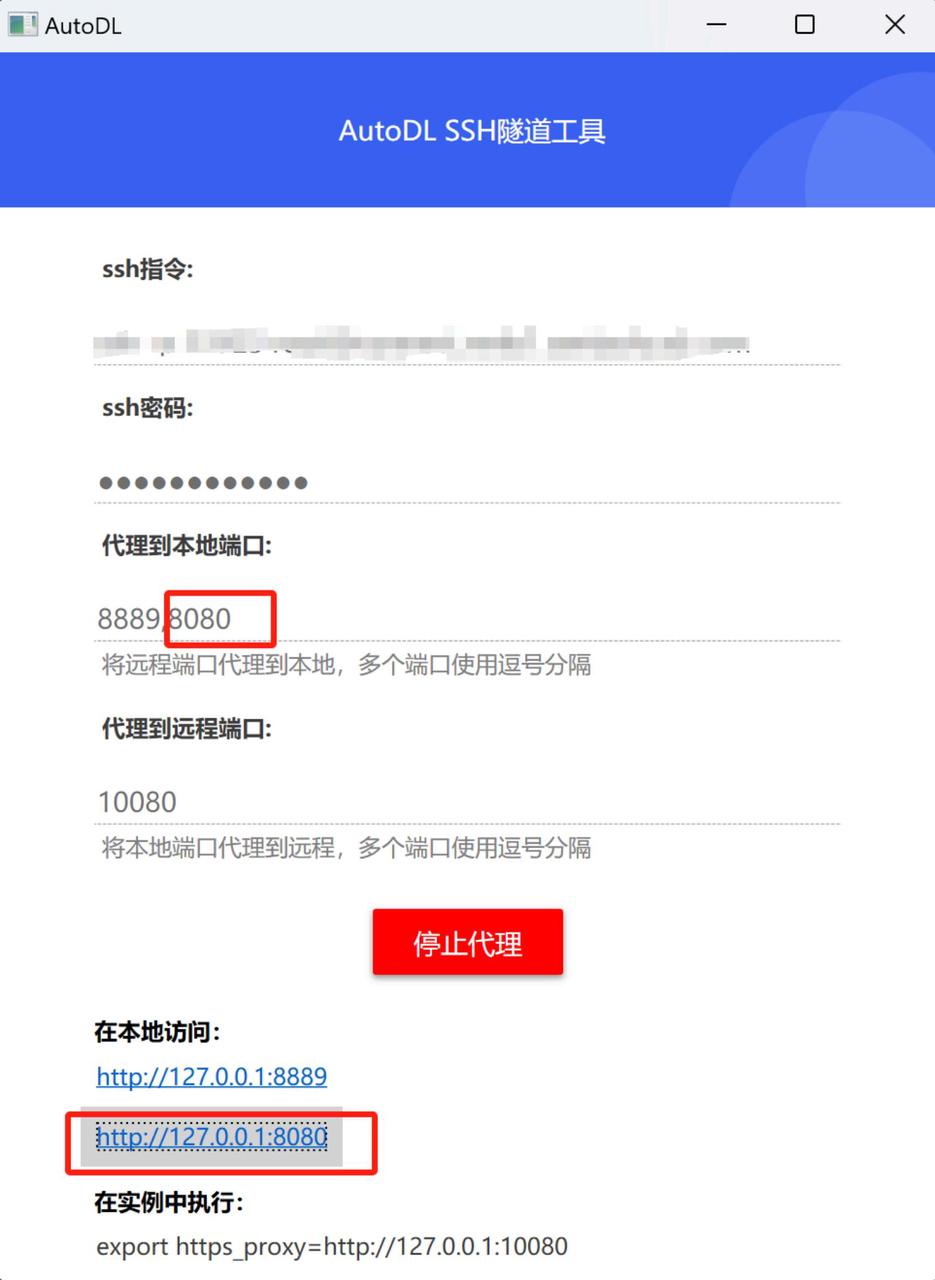 AutoDL
AutoDL SSH隧道工具
ssh指令:
ssh密码:
●●●●●●●●●●●●
代理到本地端口:
8889,8080
将远程端口代理到本地，多个端口使用逗号分隔
代理到远程端口:
10080
将本地端口代理到远程，多个端口使用逗号分隔
停止代理
在本地访问：
http://127.0.0.1:8889
http://127.0.0.1:8080
在实例中执行：
export https_proxy=http://127.0.0.1:10080